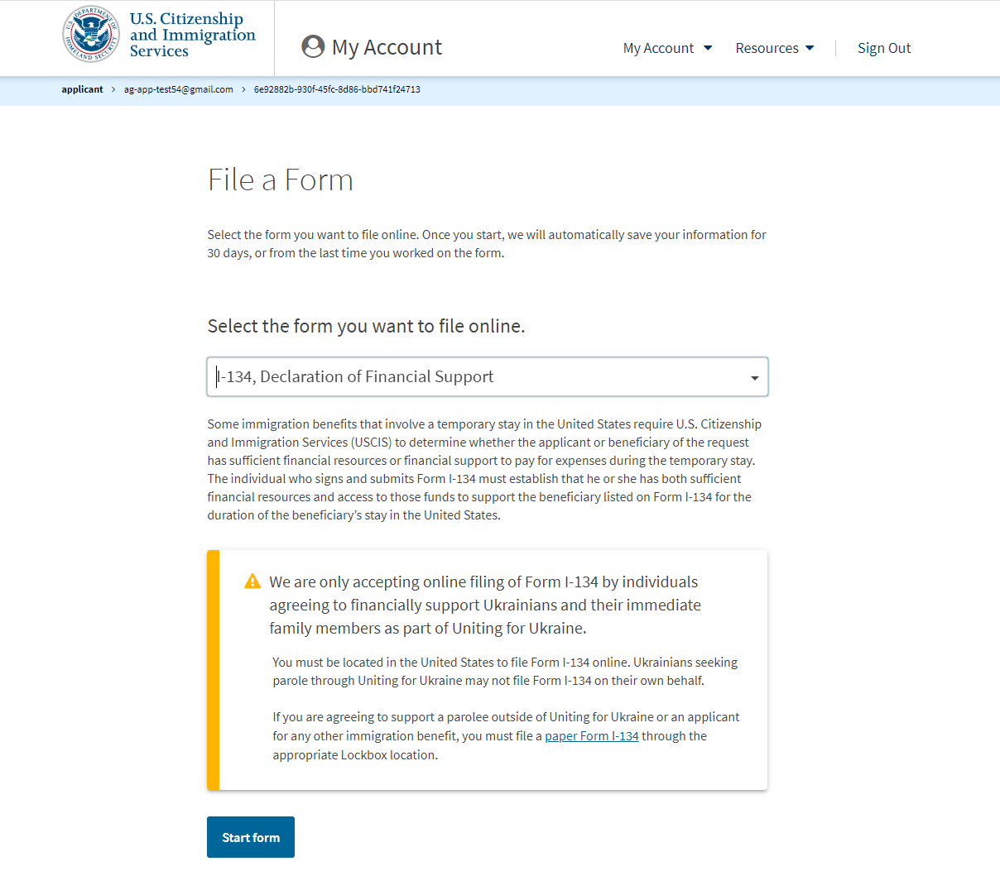 U.S. Citizenship
and Immigration
Services
My Account
My Account
Resources
Sign Out
applicant > ag-app-test54@gmail.com > 6e92882b-930f-45fc-8d86-bbd741f24713
File a Form
Select the form you want to file online. Once you start, we will automatically save your information for
30 days, or from the last time you worked on the form.
Select the form you want to file online.
I-134, Declaration of Financial Support
Some immigration benefits that involve a temporary stay in the United States require U.S. Citizenship
and Immigration Services (USCIS) to determine whether the applicant or beneficiary of the request
has sufficient financial resources or financial support to pay for expenses during the temporary stay.
The individual who signs and submits Form I-134 must establish that he or she has both sufficient
financial resources and access to those funds to support the beneficiary listed on Form I-134 for the
duration of the beneficiary’s stay in the United States.
We are only accepting online filing of Form I-134 by individuals
agreeing to financially support Ukrainians and their immediate
family members as part of Uniting for Ukraine.
You must be located in the United States to file Form I-134 online. Ukrainians seeking
parole through Uniting for Ukraine may not file Form I-134 on their own behalf.
If you are agreeing to support a parolee outside of Uniting for Ukraine or an applicant
for any other immigration benefit, you must file a paper Form I-134 through the
appropriate Lockbox location.
Start form